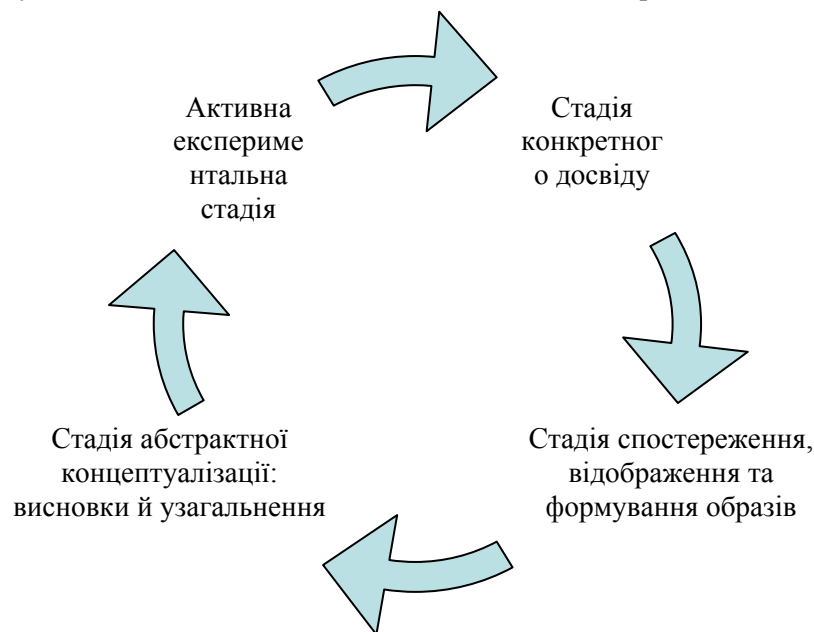 Активна
експериме
нтальна
стадія
Стадія
конкретног
о досвіду
Стадія спостереження,
відображення та
формування образів
Стадія абстрактної
концептуалізації:
висновки й узагальнення